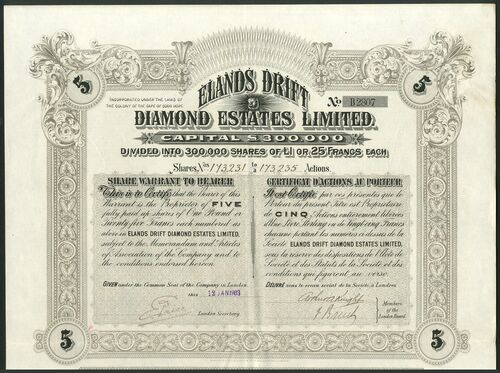 5
5
ELANDS DRIFT
INCORPORATED UNDER THE LAWS OF
THE COLONY OF THE CAPE OF GOOD HOPE
No B2307
DIAMOND ESTATES LIMITED.
CAPITAL £300,000
DIVIDED INTO 300,000 SHARES OF £1 OR 25 FRANCS EACH.
Shares, Nos 173,231 to 173,235 Actions.
SHARE WARRANT TO BEARER
This is to Certify that the bearer of this
Warrant is the Proprietor of FIVE
fully paid up shares of One Pound or
Twenty five Francs each numbered as
above in ELANDS DRIFT DIAMOND ESTATES LIMITED,
subject to the Memorandum and Articles
of Association of the Company and to
the conditions endorsed hereon.
GIVEN under the Common Seal of the Company in London
this
London Secretary
CERTIFICAT D'ACTIONS AU PORTEUR
Il est Certifié par ces présentes que le
Porteur du présent titre est Propriétaire
de CINQ Actions entièrement libérées
d'Une Livre Sterling ou de Vingt cinq Francs
chacune portant les numéros ci dessus de la
Société ELANDS DRIFT DIAMOND ESTATES LIMITED,
sous la réserve des dispositions de l'Acte de
Société et des Statuts de la Société et des
conditions qui figurent au verso.
DÉLIVRÉ sous le sceau social de la Société à Londres
Members
of the
London Board
5
5